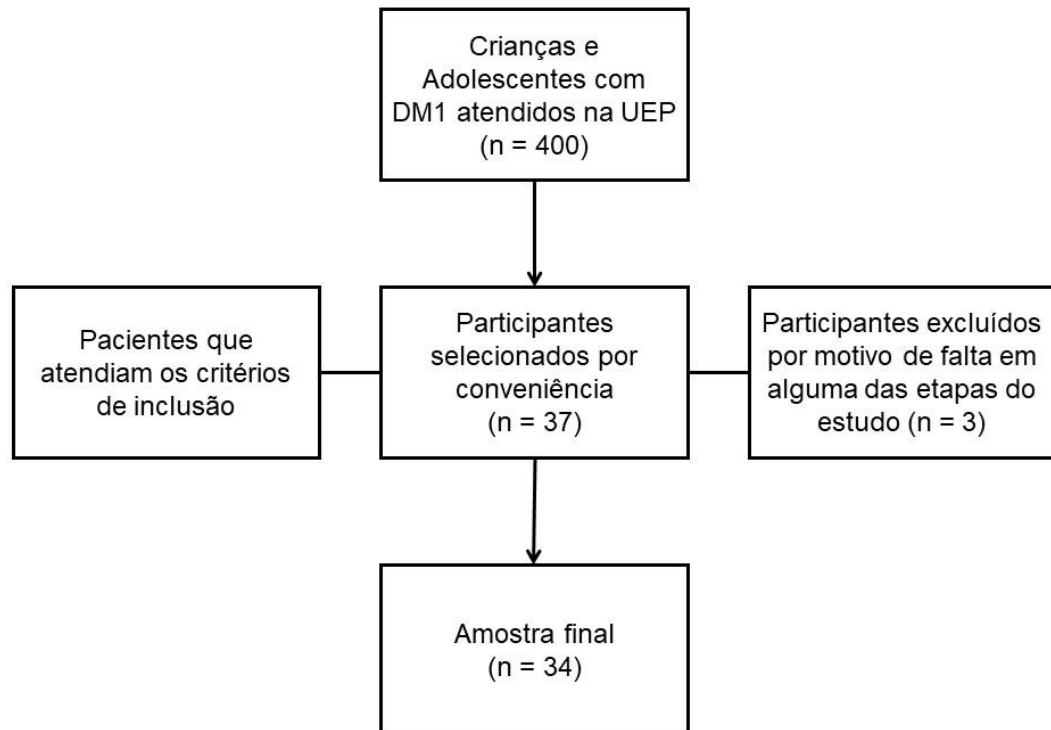 Crianças e
Adolescentes com
DM1 atendidos na UEP
(n = 400)
Pacientes que
atendiam os critérios
de inclusão
Participantes
selecionados por
conveniência
(n = 37)
Participantes excluídos
por motivo de falta em
alguma das etapas do
estudo (n = 3)
Amostra final
(n = 34)